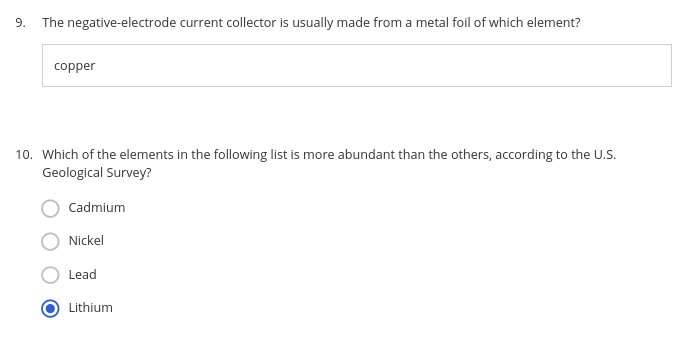 9. The negative-electrode current collector is usually made from a metal foil of which element?
copper
10. Which of the elements in the following list is more abundant than the others, according to the U.S.
Geological Survey?
Cadmium
Nickel
Lead
Lithium